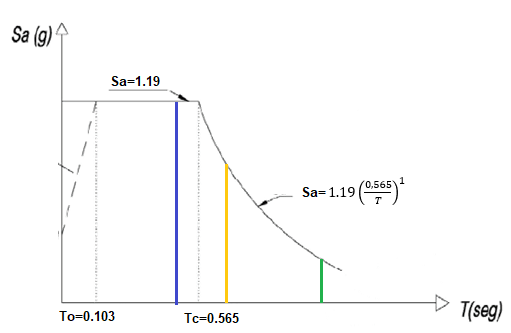 Sa (g)
Sa=1.19
Sa= 1.19 (0,565/T)¹
To=0.103
Tc=0.565
T(seg)